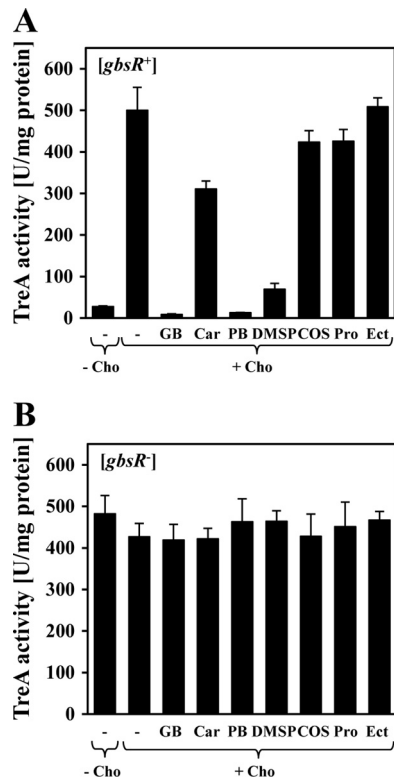 A
[gbsR+]
TreA activity [U/mg protein]
600
500
400
300
200
100
0
- - GB Car PB DMSP COS Pro Ect
- Cho + Cho
B
[gbsR-]
TreA activity [U/mg protein]
600
500
400
300
200
100
0
- - GB Car PB DMSP COS Pro Ect
- Cho + Cho